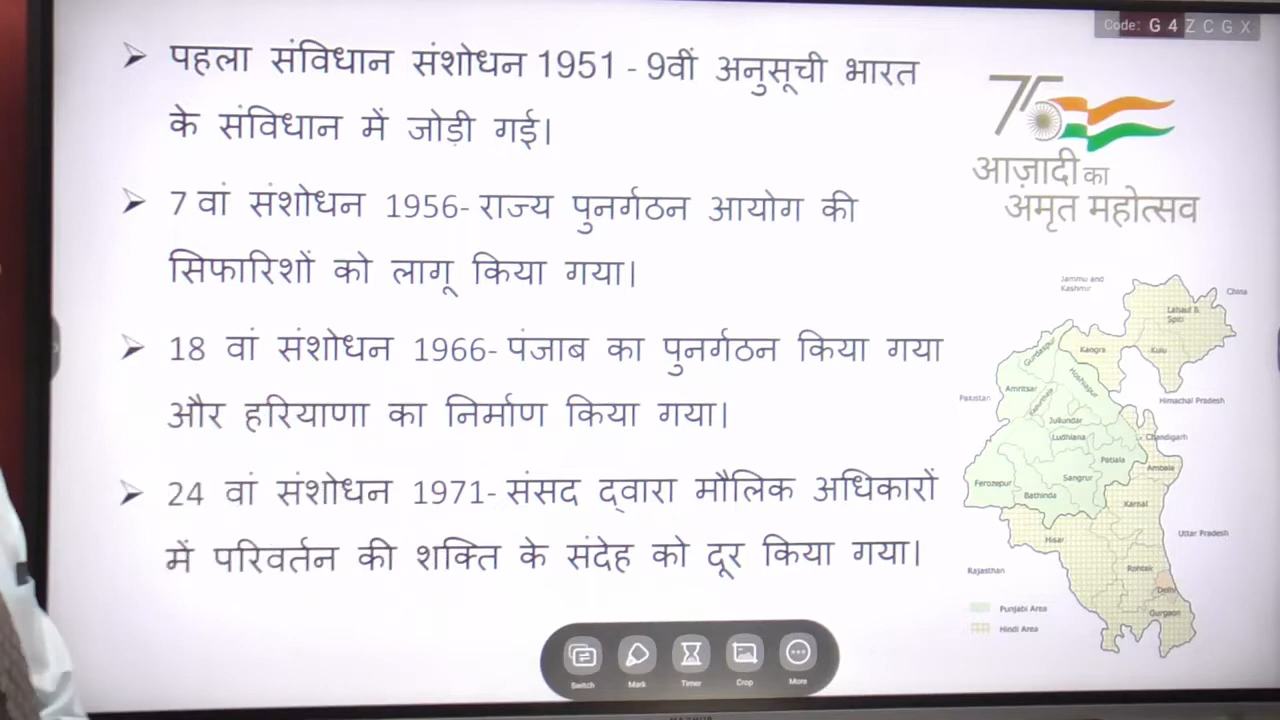 Code: G 4 Z C G X
➢ पहला संविधान संशोधन 1951 - 9वीं अनुसूची भारत
के संविधान में जोड़ी गई।
➢ 7 वां संशोधन 1956- राज्य पुनर्गठन आयोग की
सिफारिशों को लागू किया गया।
➢ 18 वां संशोधन 1966- पंजाब का पुनर्गठन किया गया
और हरियाणा का निर्माण किया गया।
➢ 24 वां संशोधन 1971- संसद द्वारा मौलिक अधिकारों
में परिवर्तन की शक्ति के संदेह को दूर किया गया।
75
आज़ादी का
अमृत महोत्सव
Jammu and
Kashmir
China
Lahaul &
Spiti
Gurdaspur
Kangra
Kulu
Hoshiarpur
Amritsar
Kapurthala
Pakistan
Himachal Pradesh
Jullundar
Ludhiana
Chandigarh
Patiala
Ambala
Sangrur
Ferozepur
Bathinda
Karnal
Hisar
Uttar Pradesh
Rajasthan
Rohtak
Delhi
Gurgaon
Punjabi Area
Hindi Area
Switch
Mark
Timer
Crop
More